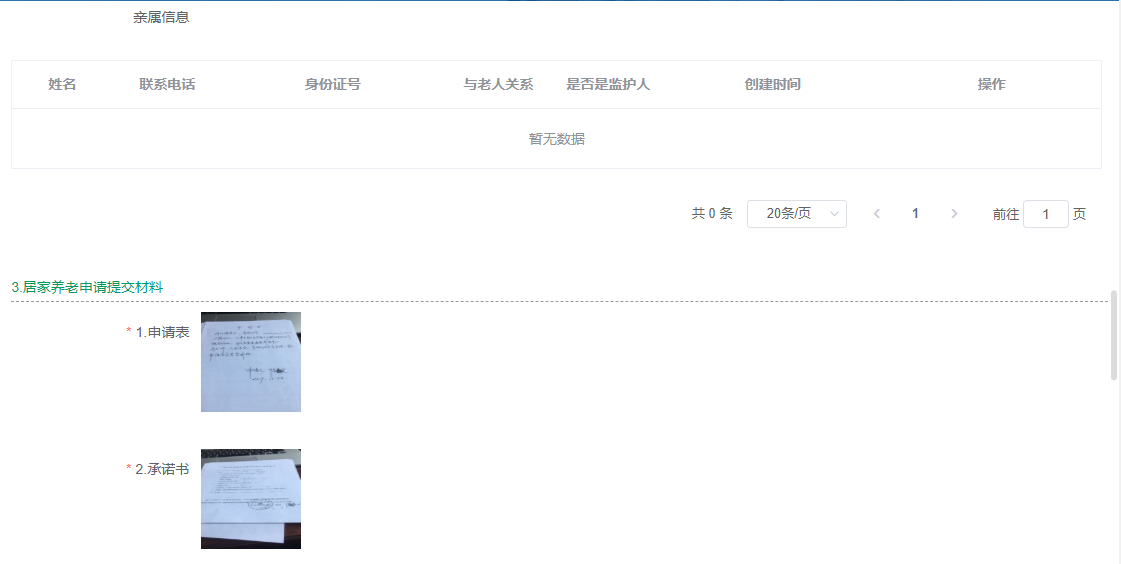 亲属信息
姓名 联系电话 身份证号 与老人关系 是否是监护人 创建时间 操作
暂无数据
共 0 条 20条/页 1 前往 1 页
3.居家养老申请提交材料
* 1.申请表
* 2.承诺书